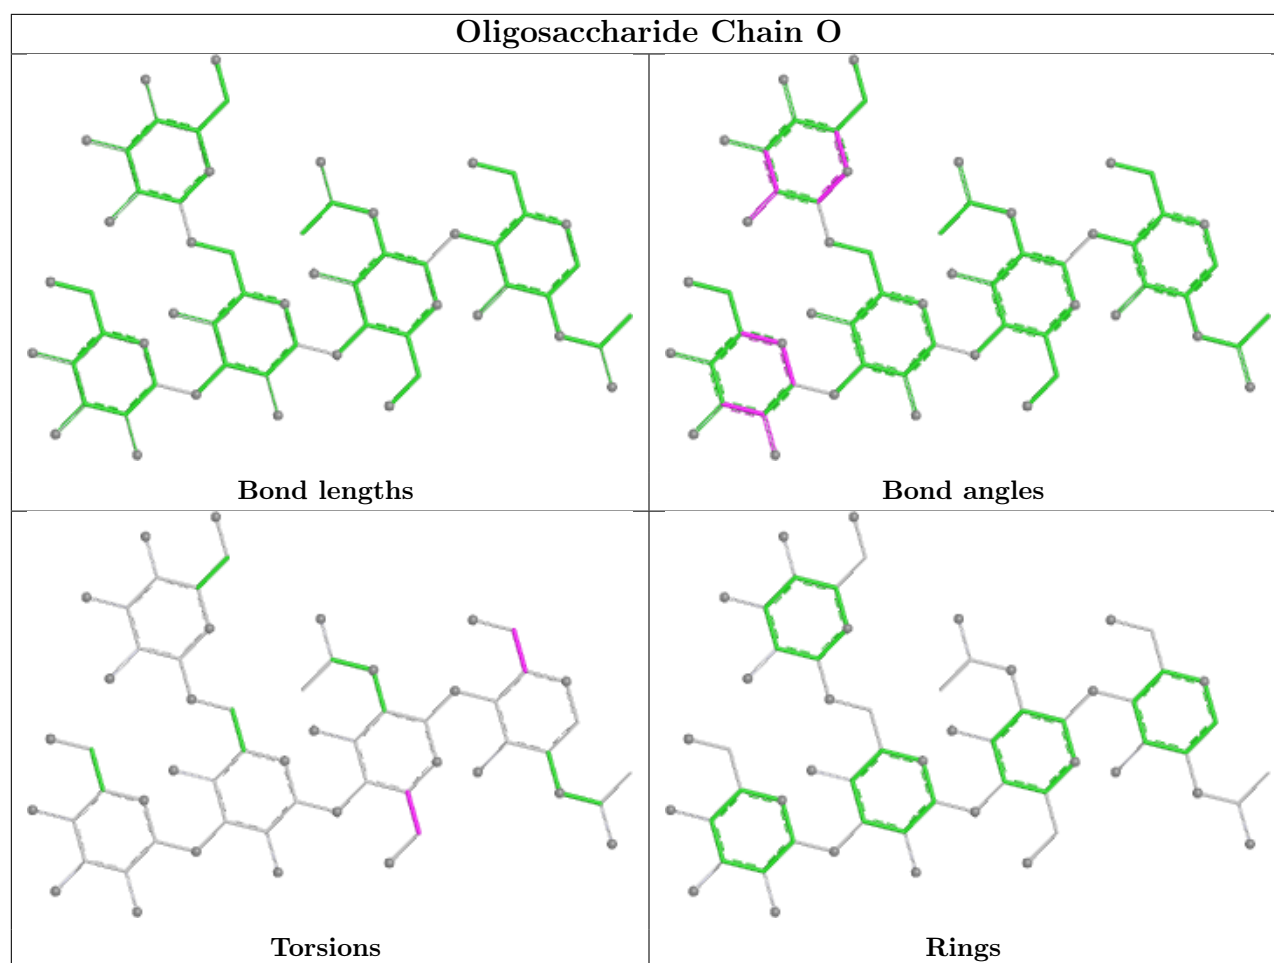 Oligosaccharide Chain O
Bond lengths
Bond angles
Torsions
Rings